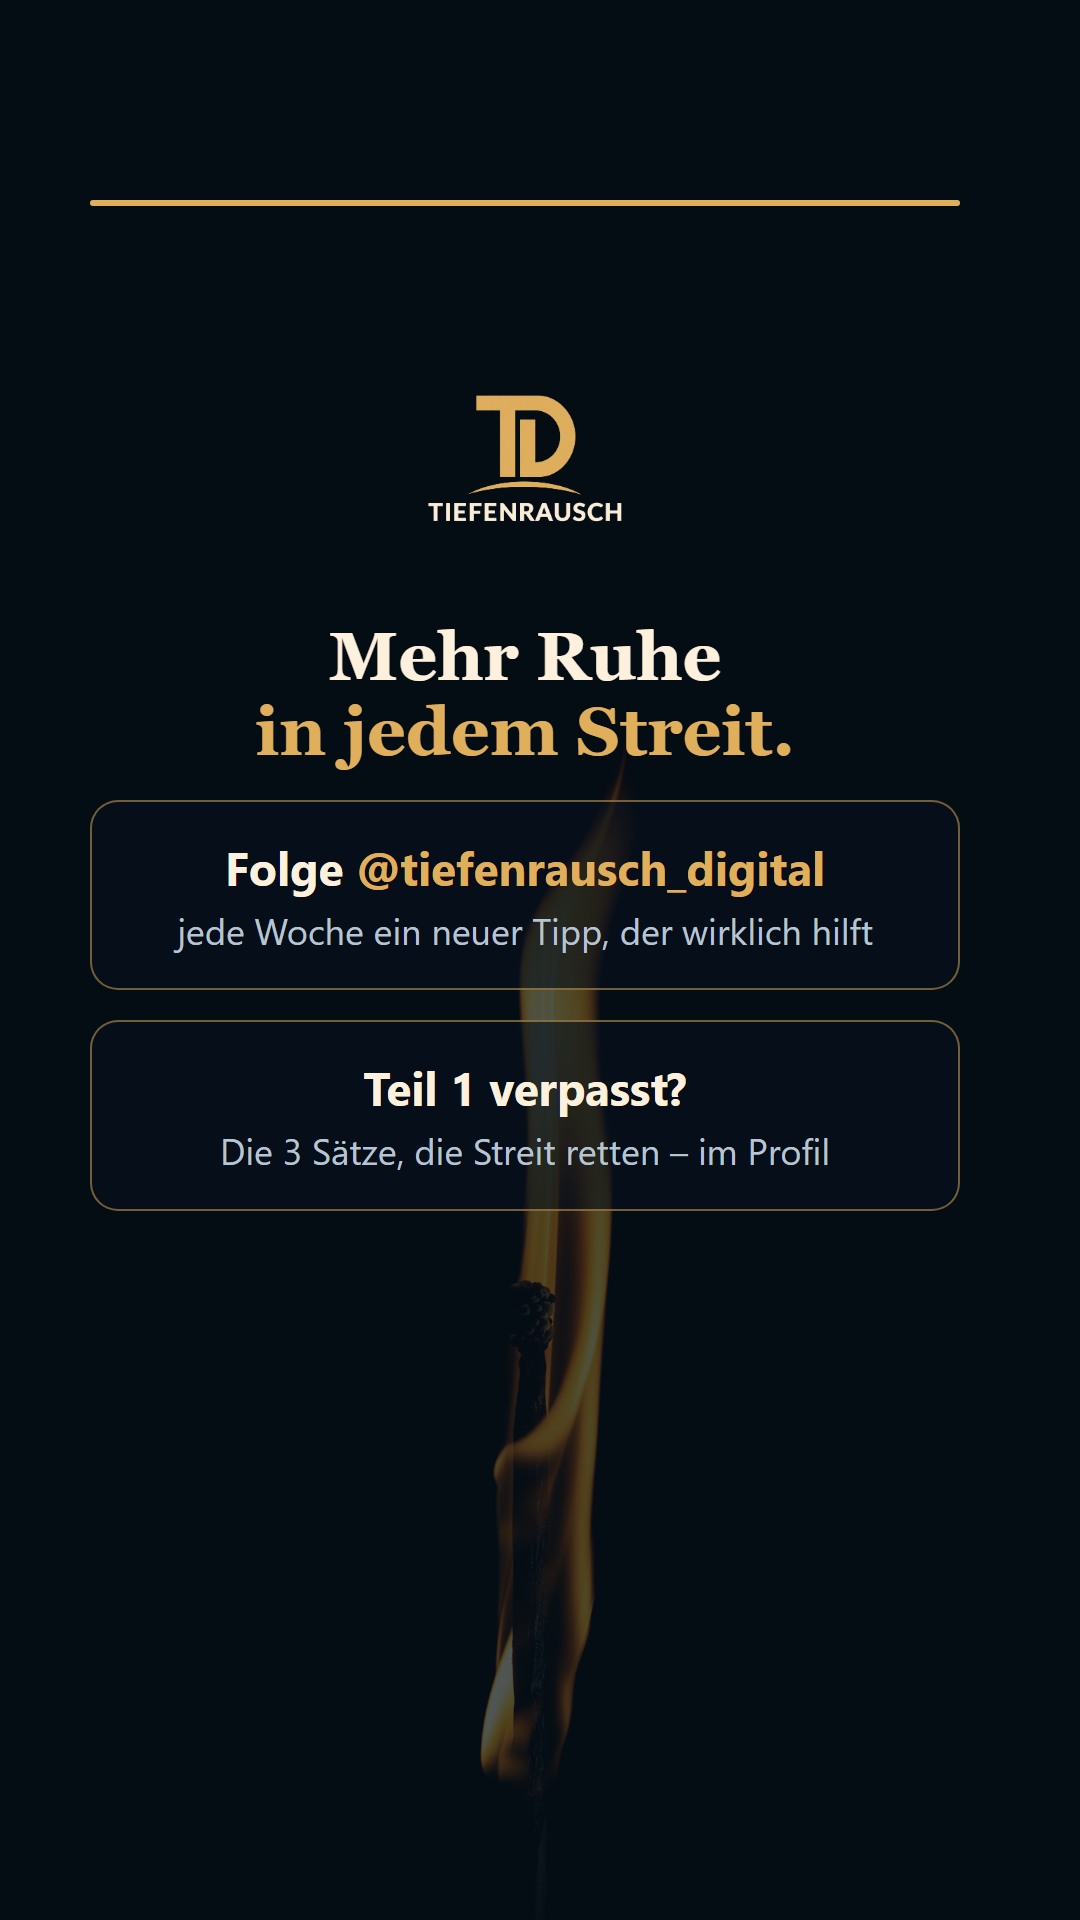 TD
TIEFENRAUSCH
Mehr Ruhe
in jedem Streit.
Folge @tiefenrausch_digital
jede Woche ein neuer Tipp, der wirklich hilft
Teil 1 verpasst?
Die 3 Sätze, die Streit retten – im Profil